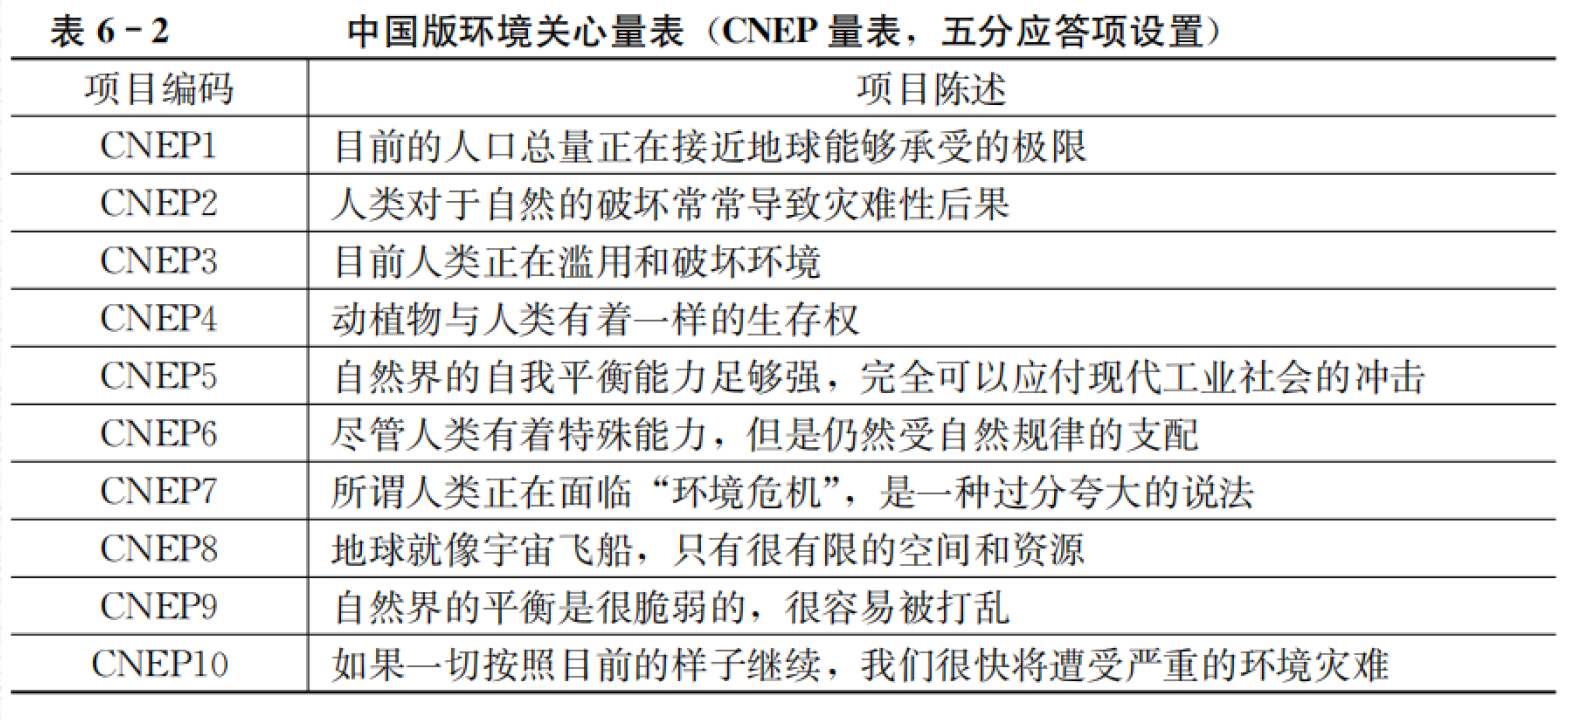 表 6-2 中国版环境关心量表（CNEP 量表，五分应答项设置）
项目编码 项目陈述
CNEP1 目前的人口总量正在接近地球能够承受的极限
CNEP2 人类对于自然的破坏常常导致灾难性后果
CNEP3 目前人类正在滥用和破坏环境
CNEP4 动植物与人类有着一样的生存权
CNEP5 自然界的自我平衡能力足够强，完全可以应付现代工业社会的冲击
CNEP6 尽管人类有着特殊能力，但是仍然受自然规律的支配
CNEP7 所谓人类正在面临“环境危机”，是一种过分夸大的说法
CNEP8 地球就像宇宙飞船，只有很有限的空间和资源
CNEP9 自然界的平衡是很脆弱的，很容易被打乱
CNEP10 如果一切按照目前的样子继续，我们很快将遭受严重的环境灾难